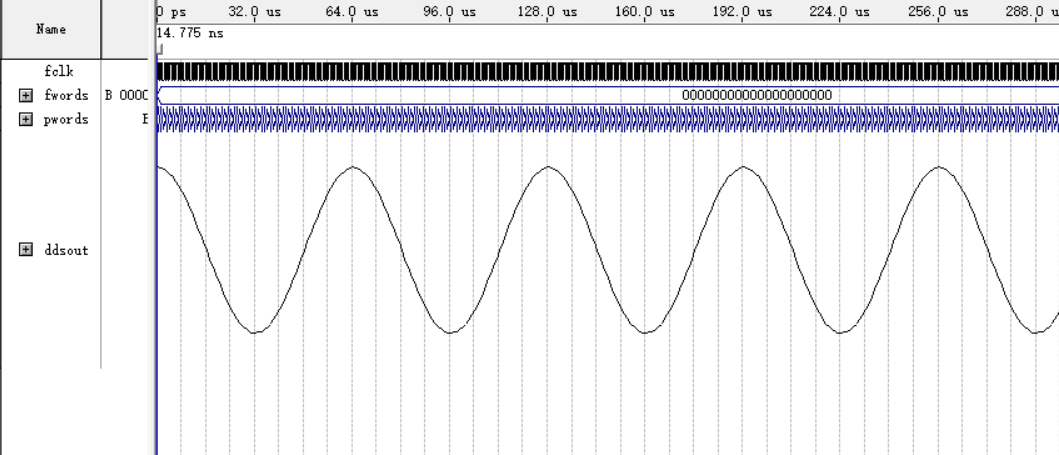 Name
0 ps 32.0 us 64.0 us 96.0 us 128.0 us 160.0 us 192.0 us 224.0 us 256.0 us 288.0 u
14.775 ns
fclk
fwords B 0000 00000000000000000000
pwords
ddsout